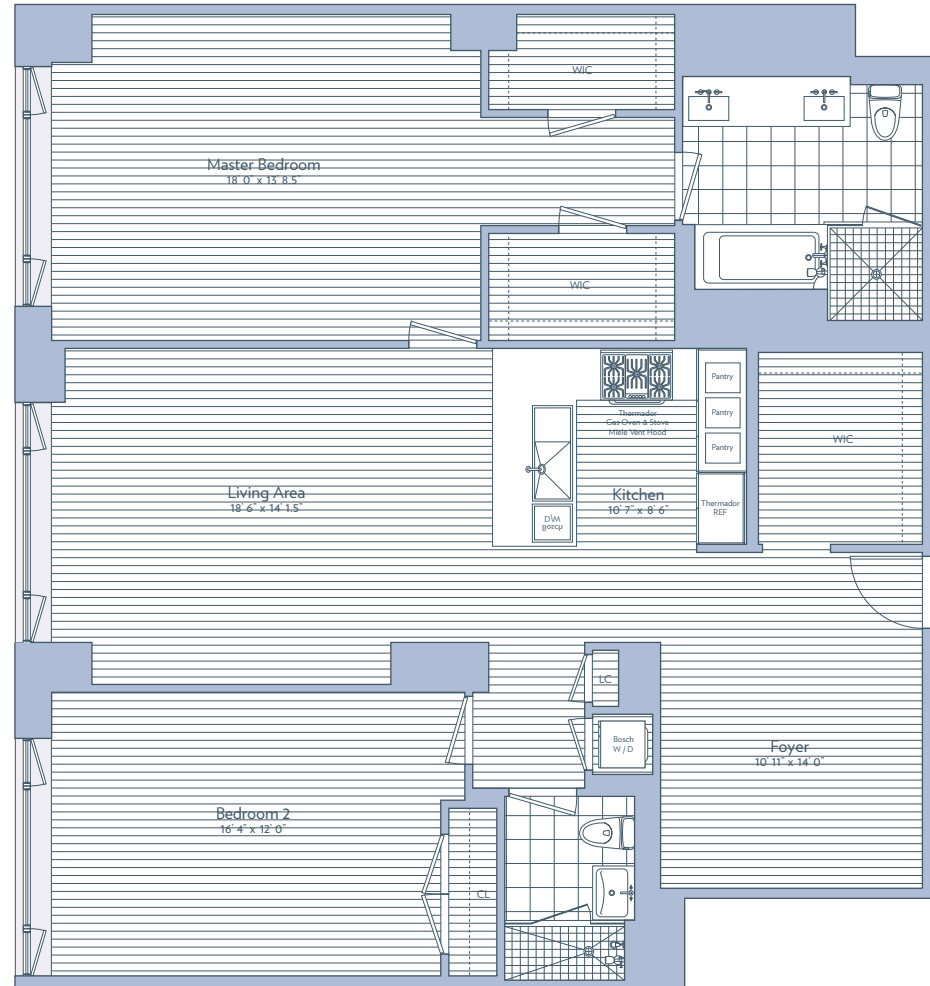 WIC
Master Bedroom
18' 0" x 13' 8.5"
WIC
Pantry
Thermador
Gas Oven & Stove
Miele Vent Hood
Pantry
WIC
Pantry
Living Area
18' 6" x 14' 1.5"
Kitchen
10' 7" x 8' 6"
Thermador
REF
Bosch
D\W
LC
Bosch
W / D
Foyer
10' 11" x 14' 0"
Bedroom 2
16' 4" x 12' 0"
CL